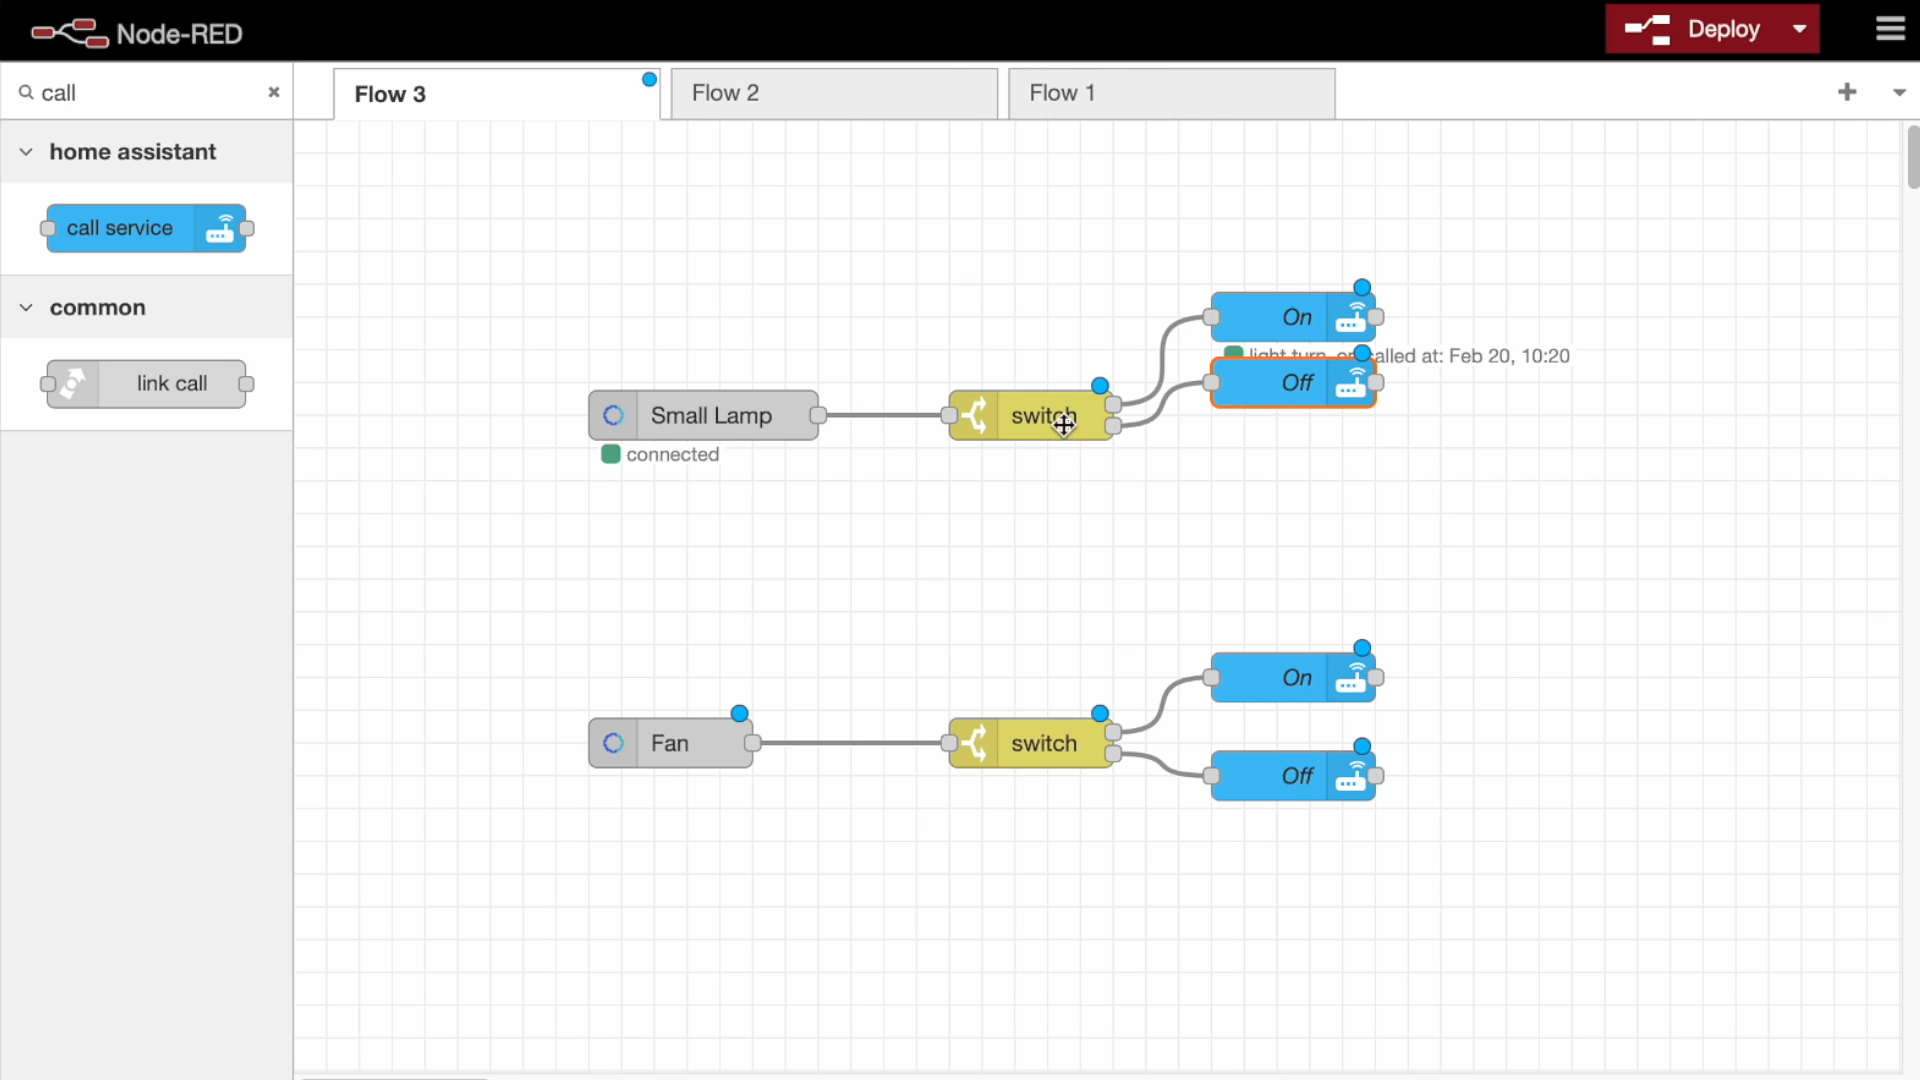 Node-RED
Deploy
call
Flow 3
Flow 2
Flow 1
home assistant
call service
common
link call
On
called at: Feb 20, 10:20
Off
Small Lamp
switch
connected
On
Fan
switch
Off